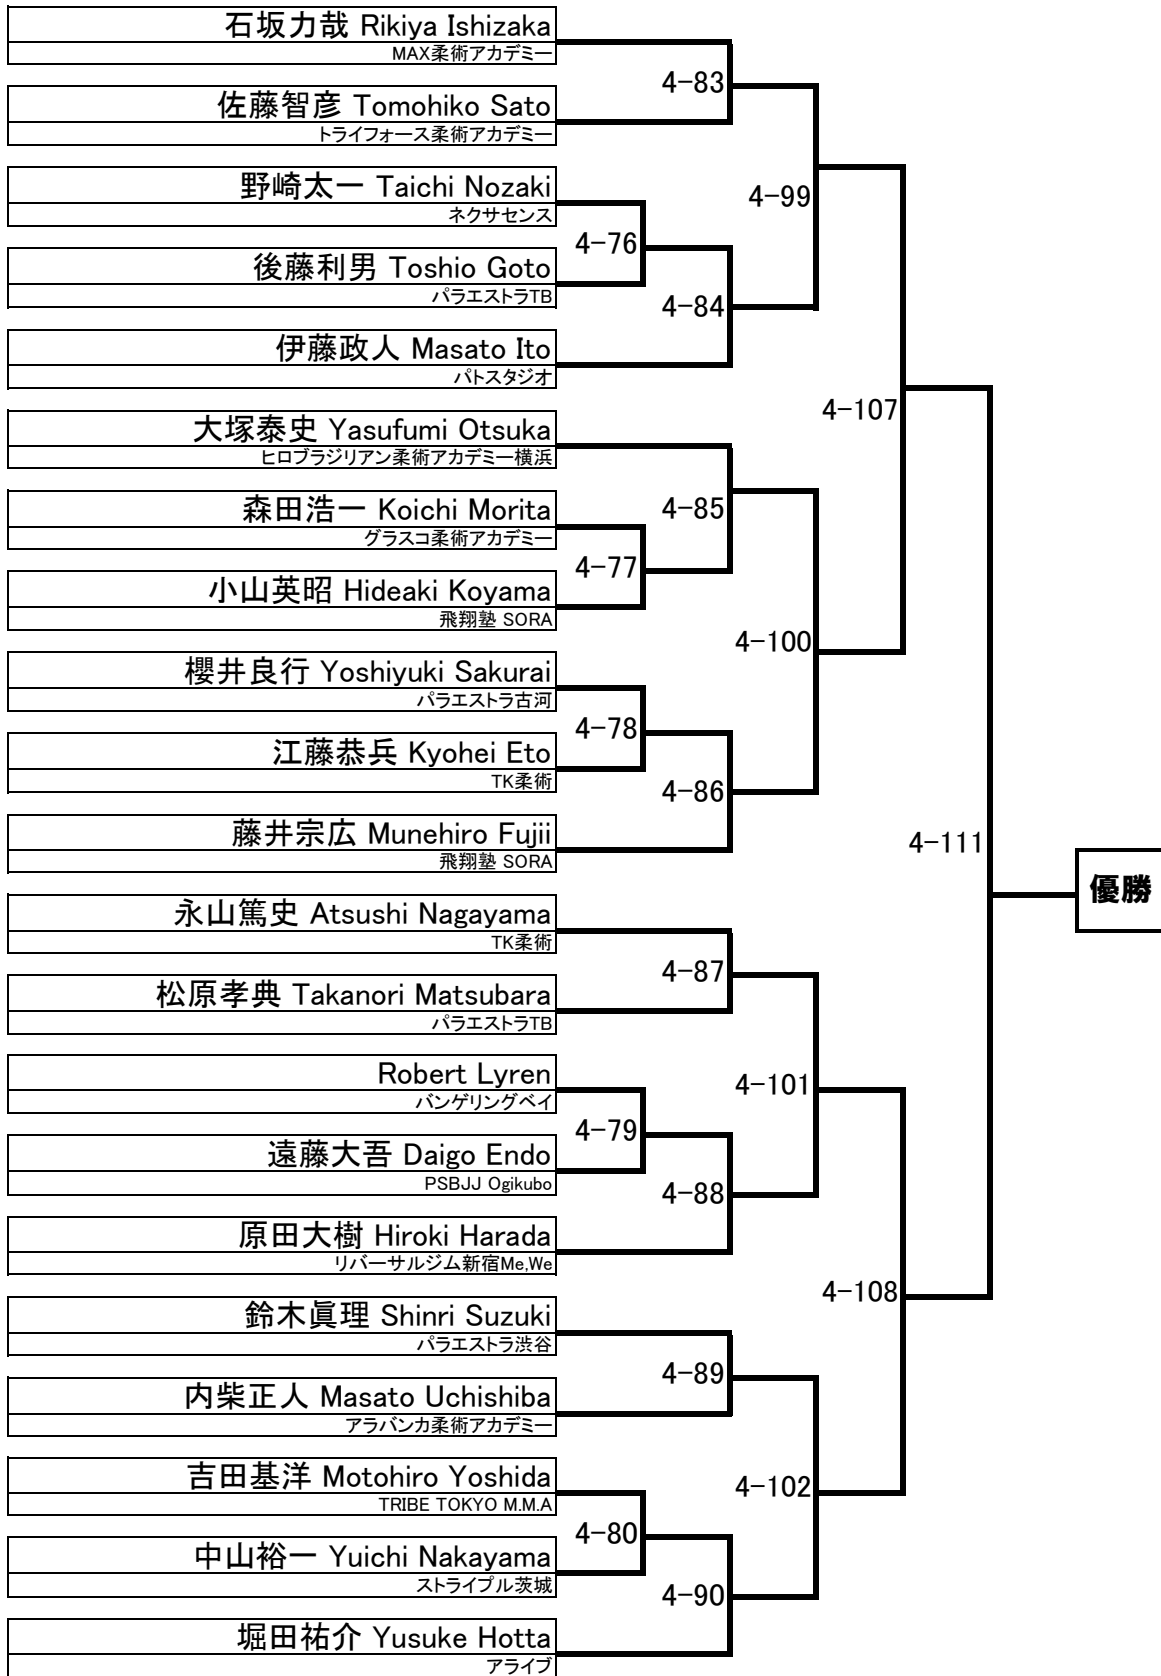 石坂力哉 Rikiya Ishizaka
MAX柔術アカデミー
4-83
佐藤智彦 Tomohiko Sato
トライフォース柔術アカデミー
野崎太一 Taichi Nozaki
ネクサセンス
4-99
4-76
後藤利男 Toshio Goto
パラエストラTB
4-84
伊藤政人 Masato Ito
パトスタジオ
4-107
大塚泰史 Yasufumi Otsuka
ヒロブラジリアン柔術アカデミー横浜
森田浩一 Koichi Morita
グラスコ柔術アカデミー
4-85
4-77
小山英昭 Hideaki Koyama
飛翔塾 SORA
4-100
櫻井良行 Yoshiyuki Sakurai
パラエストラ古河
4-78
江藤恭兵 Kyohei Eto
TK柔術
4-86
藤井宗広 Munehiro Fujii
飛翔塾 SORA
4-111
優勝
永山篤史 Atsushi Nagayama
TK柔術
4-87
松原孝典 Takanori Matsubara
パラエストラTB
Robert Lyren
バンゲリングベイ
4-101
4-79
遠藤大吾 Daigo Endo
PSBJJ Ogikubo
4-88
原田大樹 Hiroki Harada
リバーサルジム新宿Me,We
4-108
鈴木眞理 Shinri Suzuki
パラエストラ渋谷
4-89
内柴正人 Masato Uchishiba
アラバンカ柔術アカデミー
吉田基洋 Motohiro Yoshida
TRIBE TOKYO M.M.A
4-102
4-80
中山裕一 Yuichi Nakayama
ストライプル茨城
4-90
堀田祐介 Yusuke Hotta
アライブ